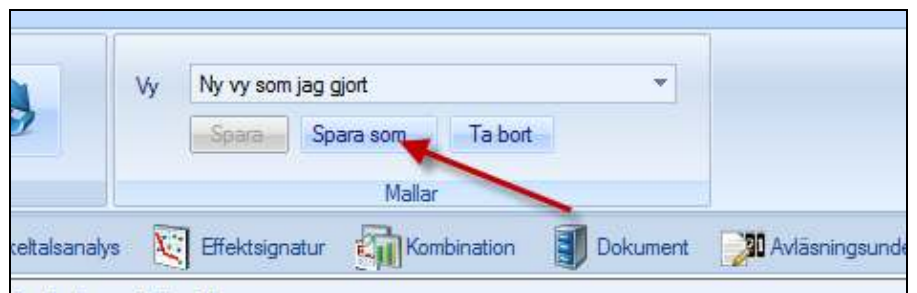 Vy Ny vy som jag gjort
Spara Spara som Ta bort
Mallar
Effektsignatur Kombination Dokument